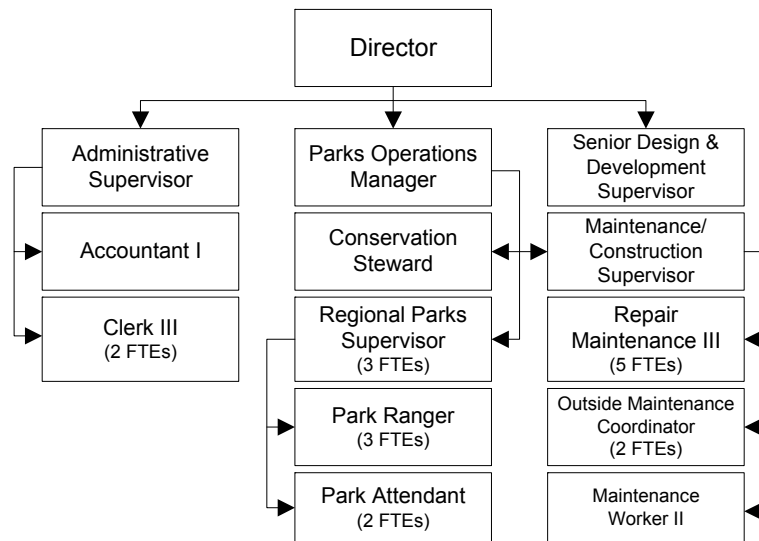 Director
Administrative
Supervisor
Accountant I
Clerk III
(2 FTEs)
Parks Operations
Manager
Conservation
Steward
Regional Parks
Supervisor
(3 FTEs)
Park Ranger
(3 FTEs)
Park Attendant
(2 FTEs)
Senior Design &
Development
Supervisor
Maintenance/
Construction
Supervisor
Repair
Maintenance III
(5 FTEs)
Outside Maintenance
Coordinator
(2 FTEs)
Maintenance
Worker II